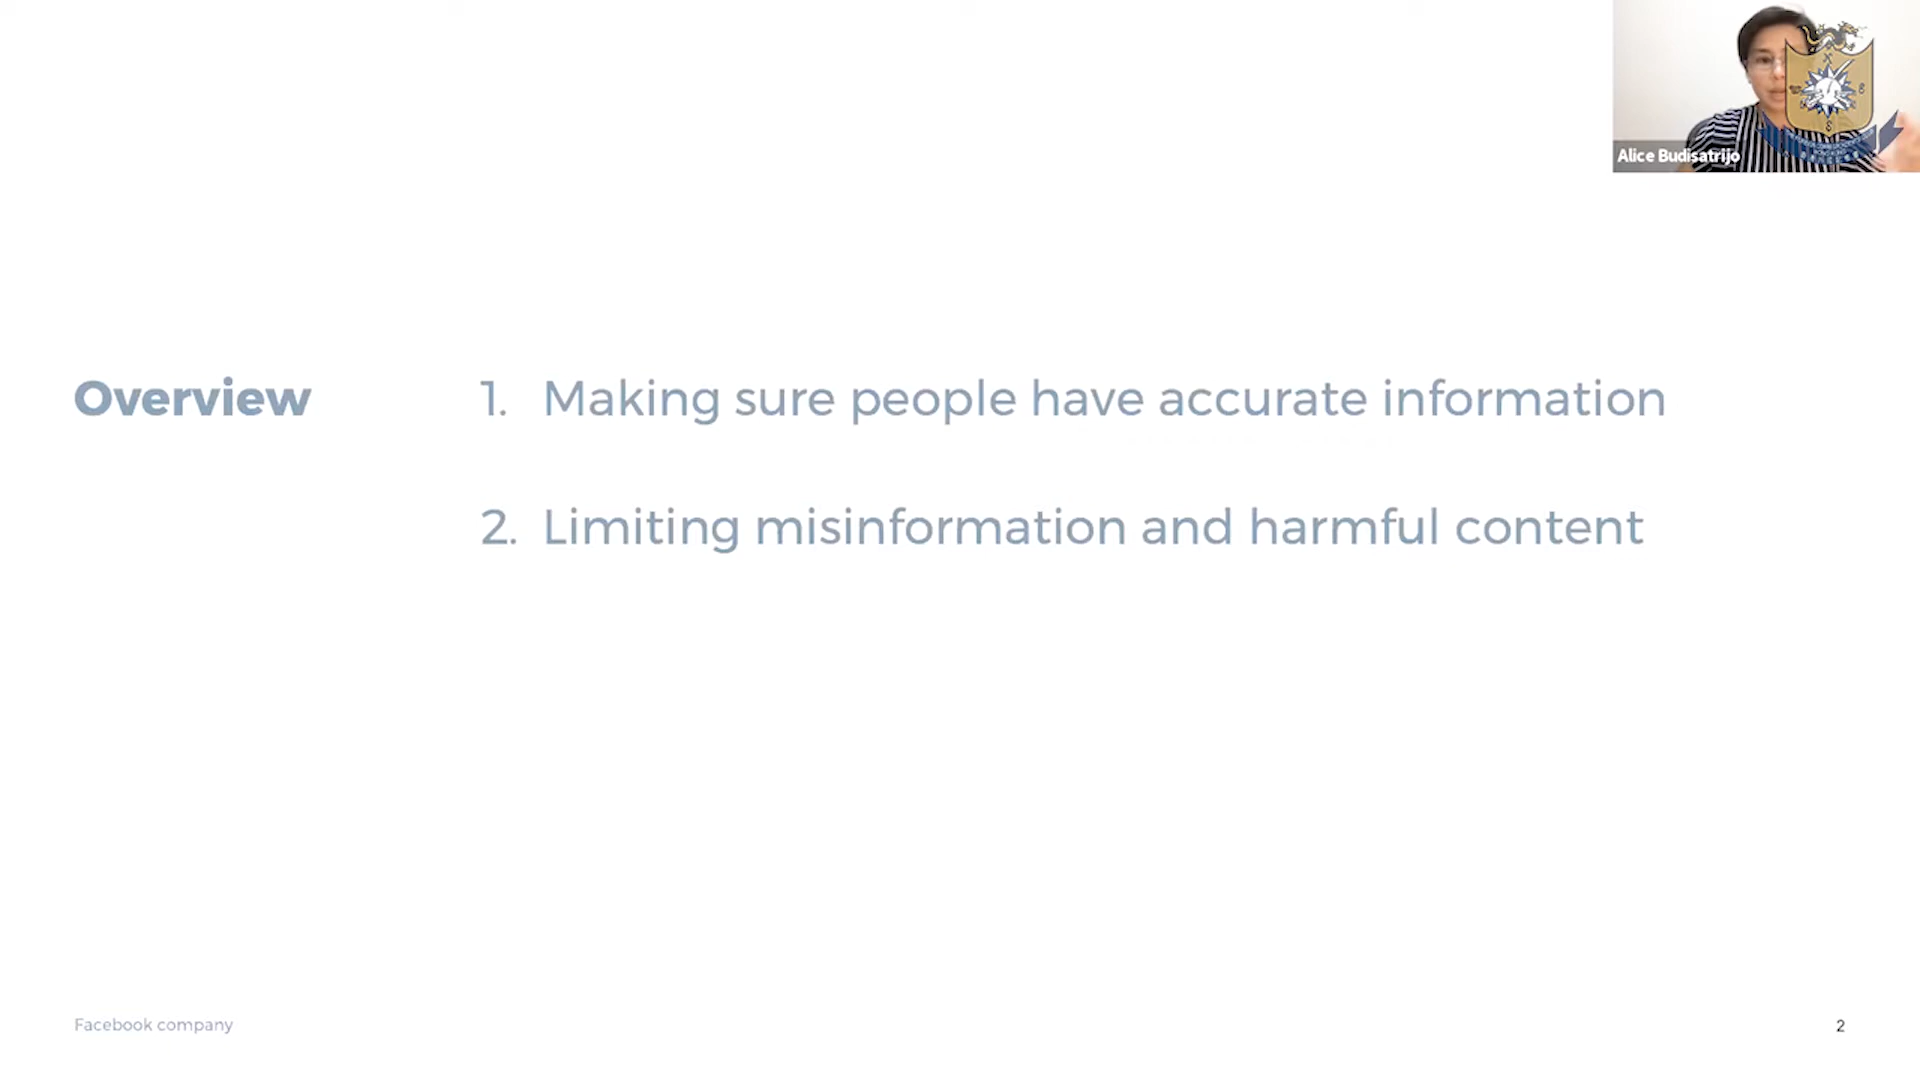 Alice Budisatrijo
Overview
1. Making sure people have accurate information
2. Limiting misinformation and harmful content
Facebook company
2